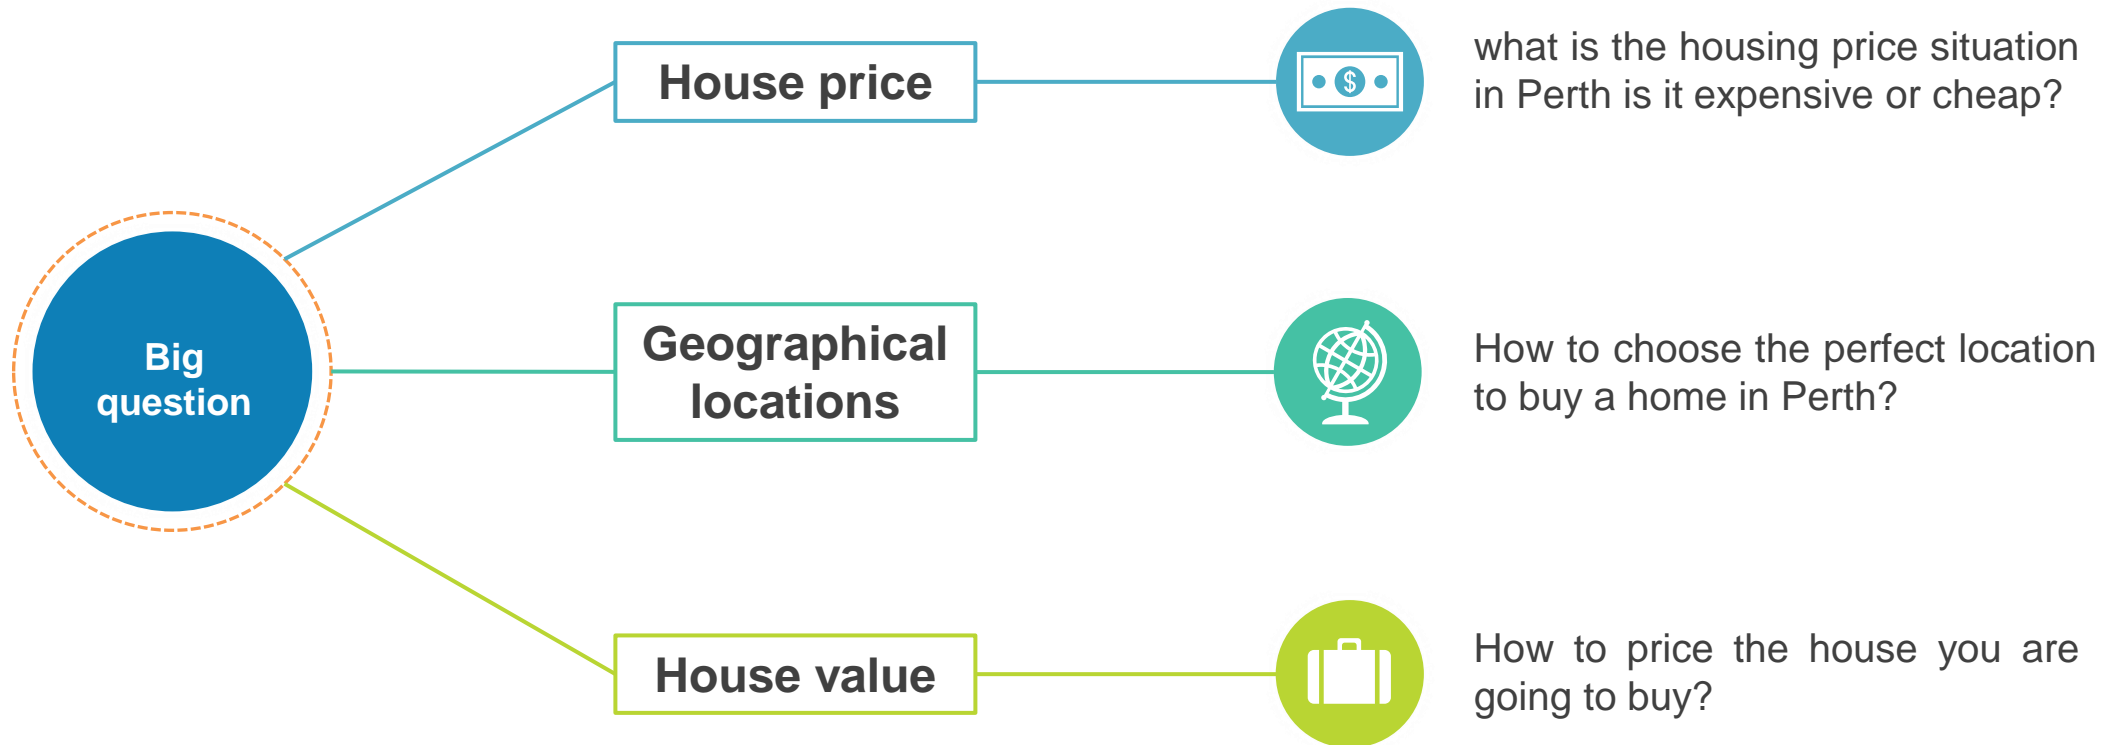 Big
question
House price
what is the housing price situation
in Perth is it expensive or cheap?
$
Geographical
locations
How to choose the perfect location
to buy a home in Perth?
House value
How to price the house you are
going to buy?